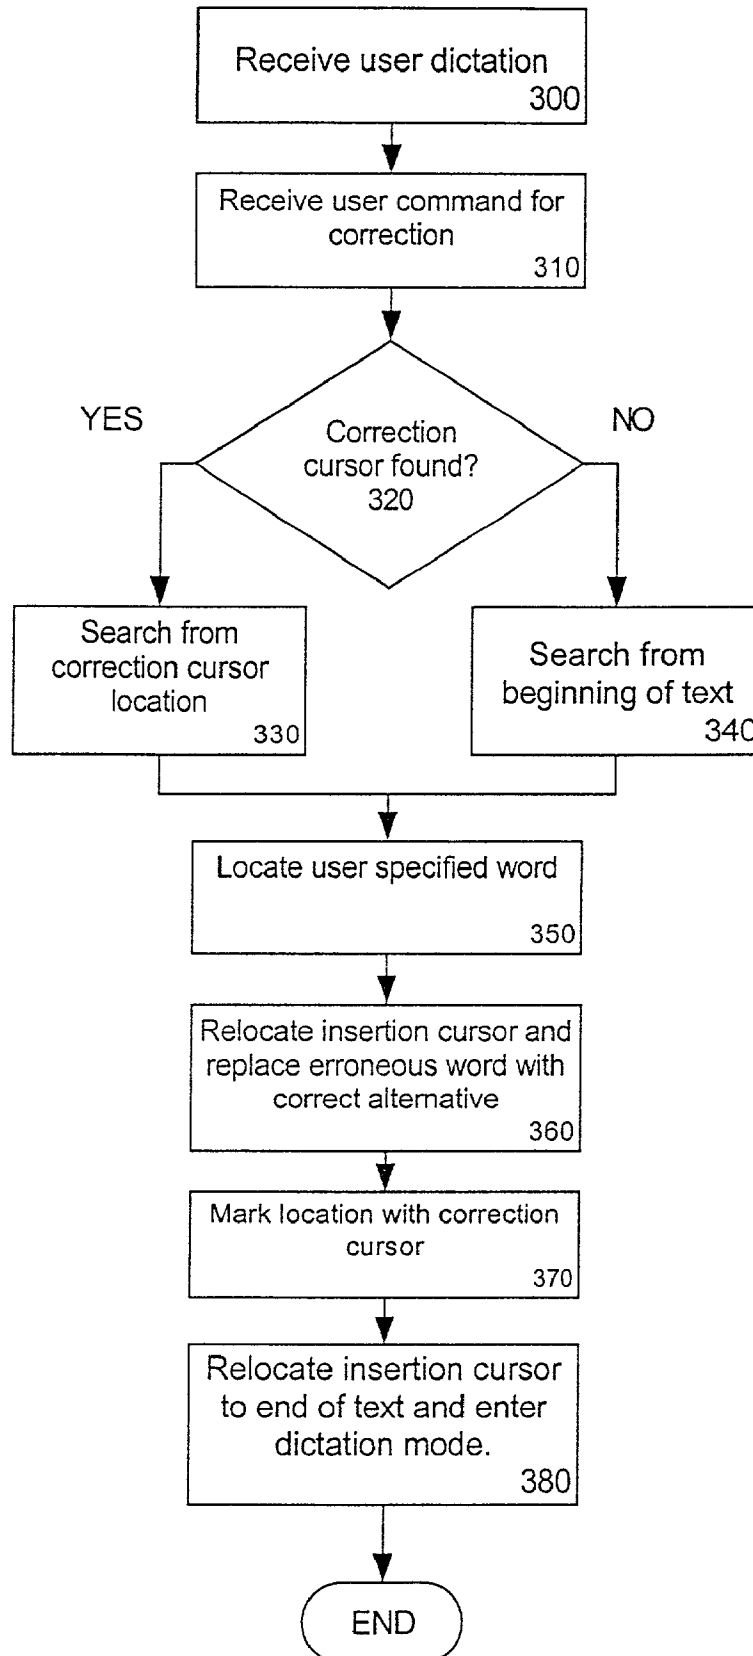 Receive user dictation
300
Receive user command for
correction
310
YES
NO
Correction
cursor found?
320
Search from
correction cursor
location
330
Search from
beginning of text
340
Locate user specified word
350
Relocate insertion cursor and
replace erroneous word with
correct alternative
360
Mark location with correction
cursor
370
Relocate insertion cursor
to end of text and enter
dictation mode.
380
END